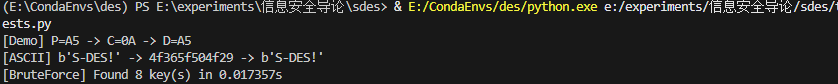 (E:\CondaEnvs\des) PS E:\experiments\信息安全导论\sdes> & E:/CondaEnvs/des/python.exe e:/experiments/信息安全导论/sdes/t
ests.py
[Demo] P=A5 -> C=0A -> D=A5
[ASCII] b'S-DES!' -> 4f365f504f29 -> b'S-DES!'
[BruteForce] Found 8 key(s) in 0.017357s